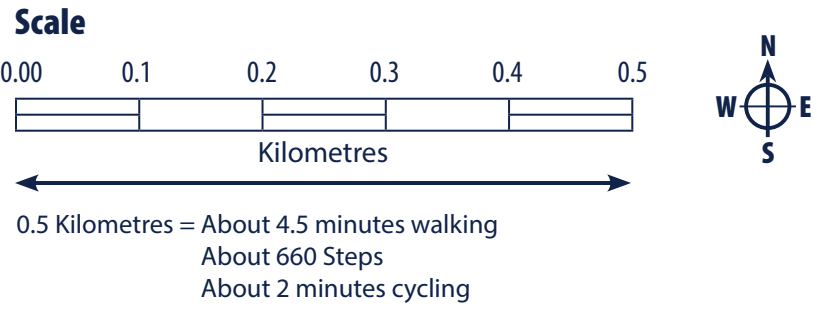 Scale
0.00 0.1 0.2 0.3 0.4 0.5
Kilometres
0.5 Kilometres = About 4.5 minutes walking
About 660 Steps
About 2 minutes cycling
N
W E
S